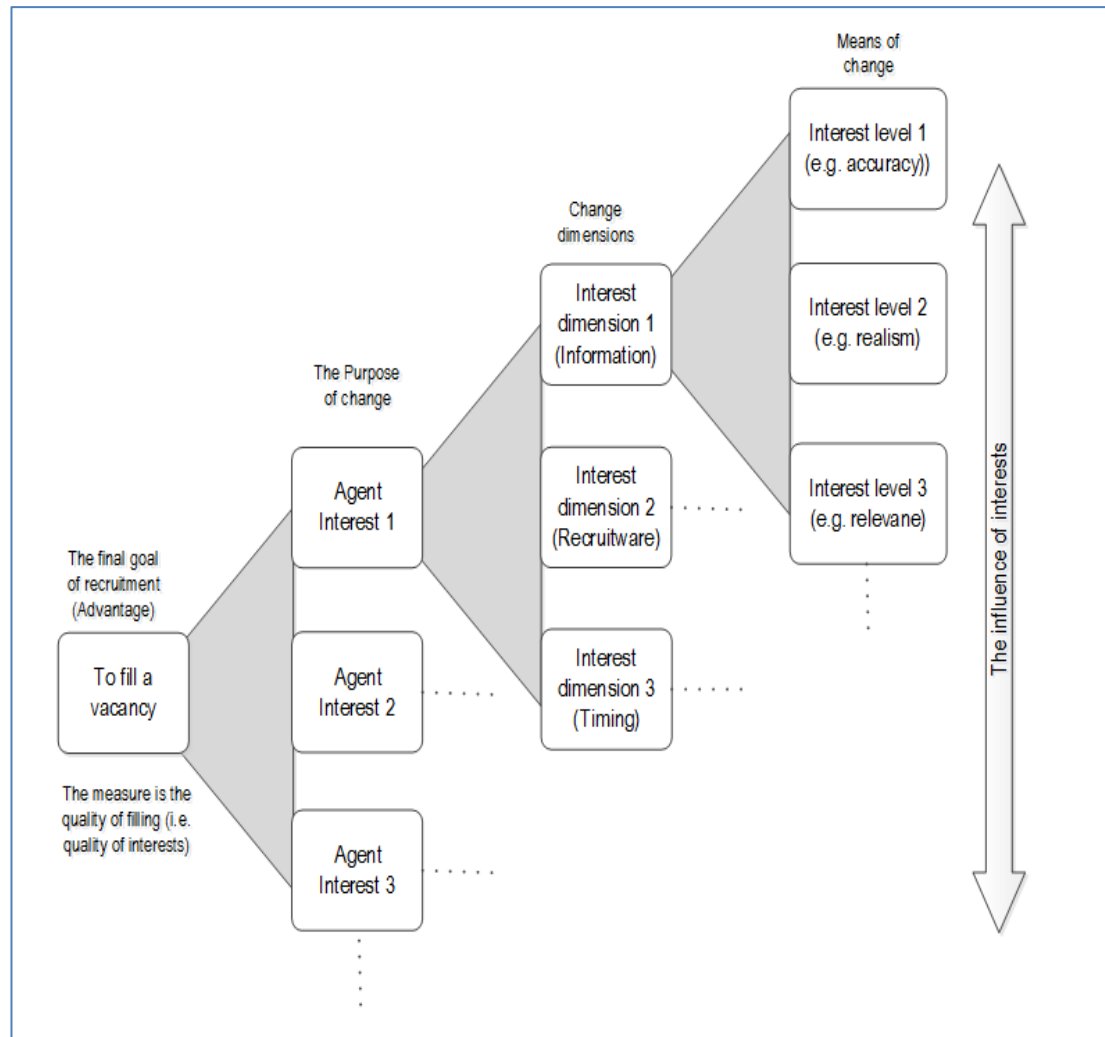 Means of
change
Interest level 1
(e.g. accuracy))
Change
dimensions
Interest
dimension 1
(Information)
Interest level 2
(e.g. realism)
The Purpose
of change
Agent
Interest 1
Interest
dimension 2
(Recruitware)
Interest level 3
(e.g. relevane)
The final goal
of recruitment
(Advantage)
To fill a
vacancy
Agent
Interest 2
Interest
dimension 3
(Timing)
The measure is the
quality of filling (i.e.
quality of interests)
Agent
Interest 3
The influence of interests